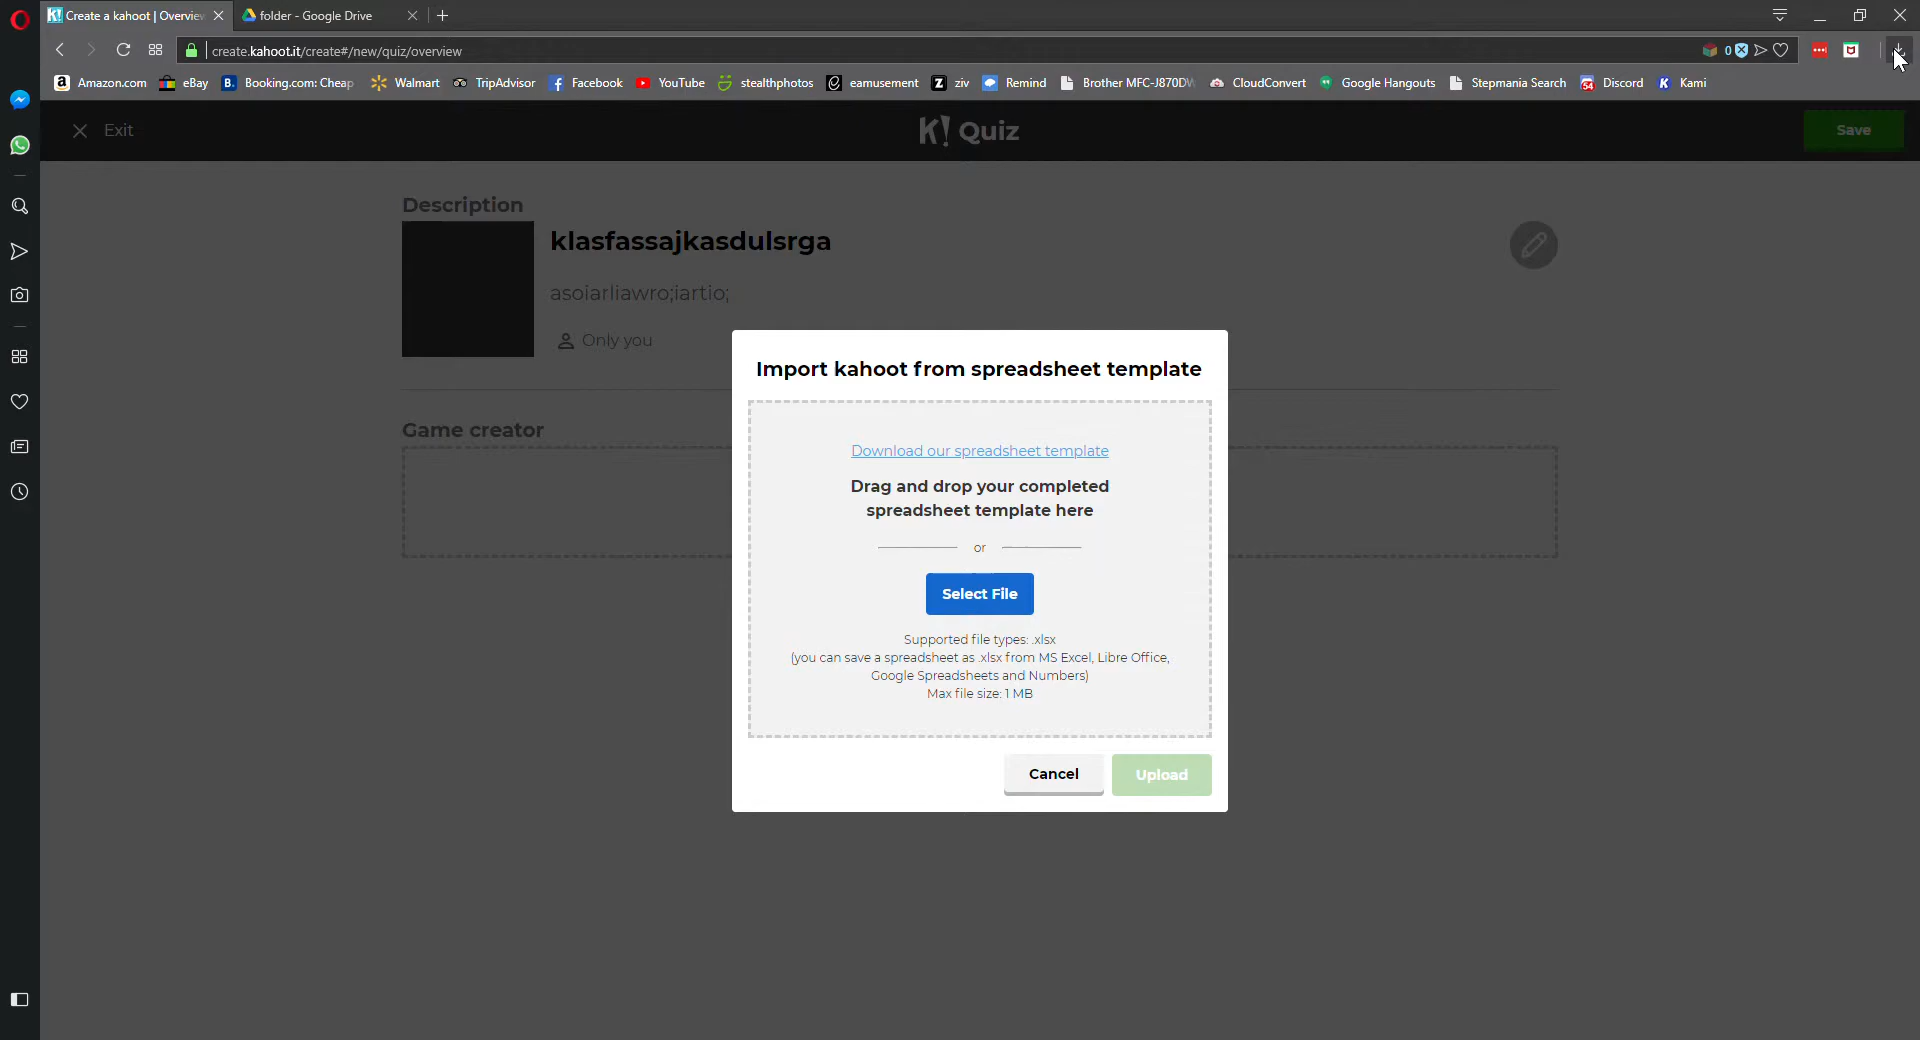 Create a kahoot | Overview
folder - Google Drive
create.kahoot.it/create#/new/quiz/overview
0
Amazon.com
eBay
Booking.com: Cheap
Walmart
TripAdvisor
Facebook
YouTube
stealthphotos
eamusement
ziv
Remind
Brother MFC-J870DW
CloudConvert
Google Hangouts
Stepmania Search
Discord
Kami
Exit
K! Quiz
Save
Description
klasfassajkasdulsrga
asoiarliawro;iartio;
Only you
Game creator
Import kahoot from spreadsheet template
Download our spreadsheet template
Drag and drop your completed
spreadsheet template here
or
Select File
Supported file types: .xlsx
(you can save a spreadsheet as .xlsx from MS Excel, Libre Office,
Google Spreadsheets and Numbers)
Max file size: 1 MB
Cancel
Upload